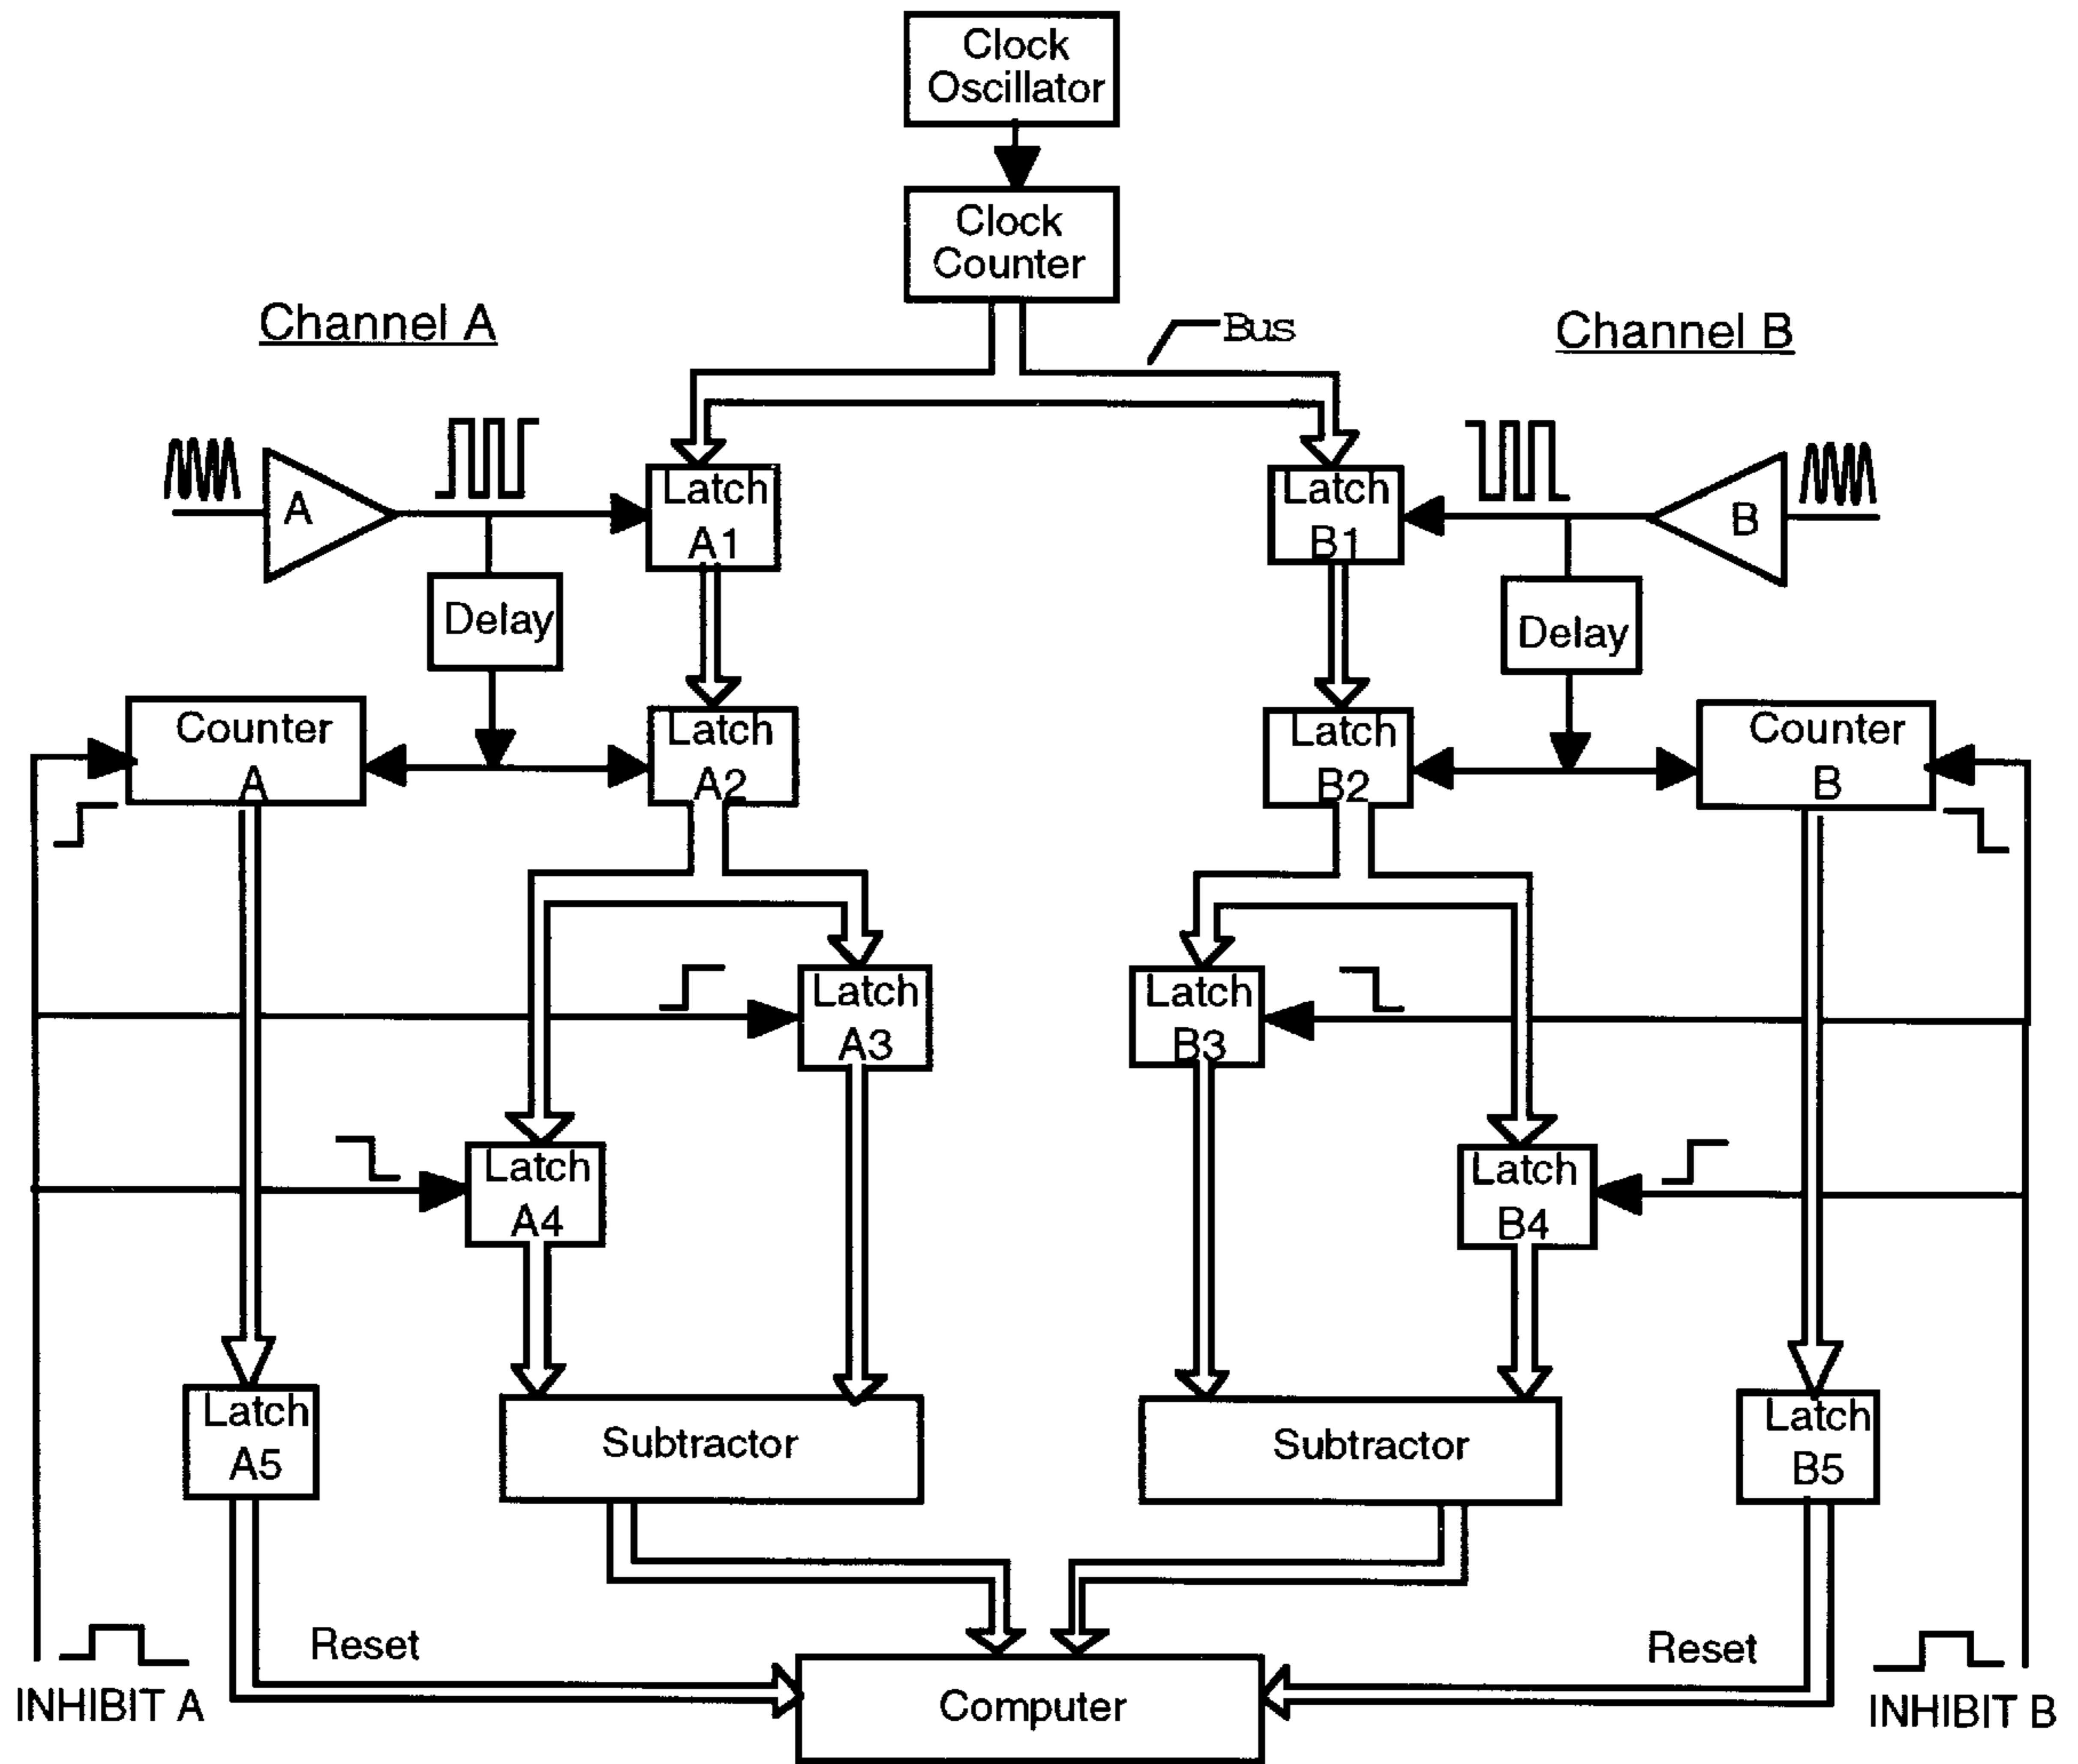 Clock
Oscillator
Clock
Counter
Channel A
Bus
Channel B
A
Latch
A1
Latch
B1
B
Delay
Delay
Counter
A
Latch
A2
Latch
B2
Counter
B
Latch
A3
Latch
B3
Latch
A4
Latch
B4
Latch
A5
Subtractor
Subtractor
Latch
B5
Reset
Reset
INHIBIT A
Computer
INHIBIT B